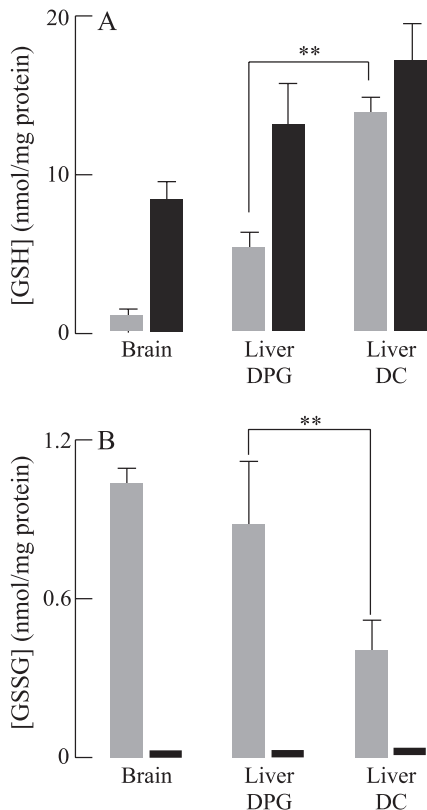 A
[GSH] (nmol/mg protein)
20
10
0
**
Brain
Liver
DPG
Liver
DC
B
[GSSG] (nmol/mg protein)
1.2
0.6
0
**
Brain
Liver
DPG
Liver
DC